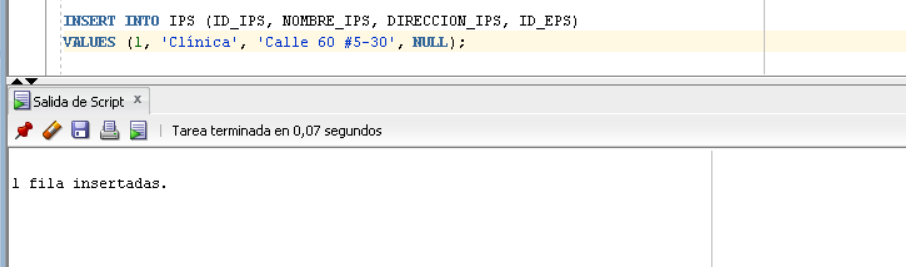 INSERT INTO IPS (ID_IPS, NOMBRE_IPS, DIRECCION_IPS, ID_EPS)
VALUES (1, 'Clínica', 'Calle 60 #5-30', NULL);
Salida de Script x
Tarea terminada en 0,07 segundos
1 fila insertadas.